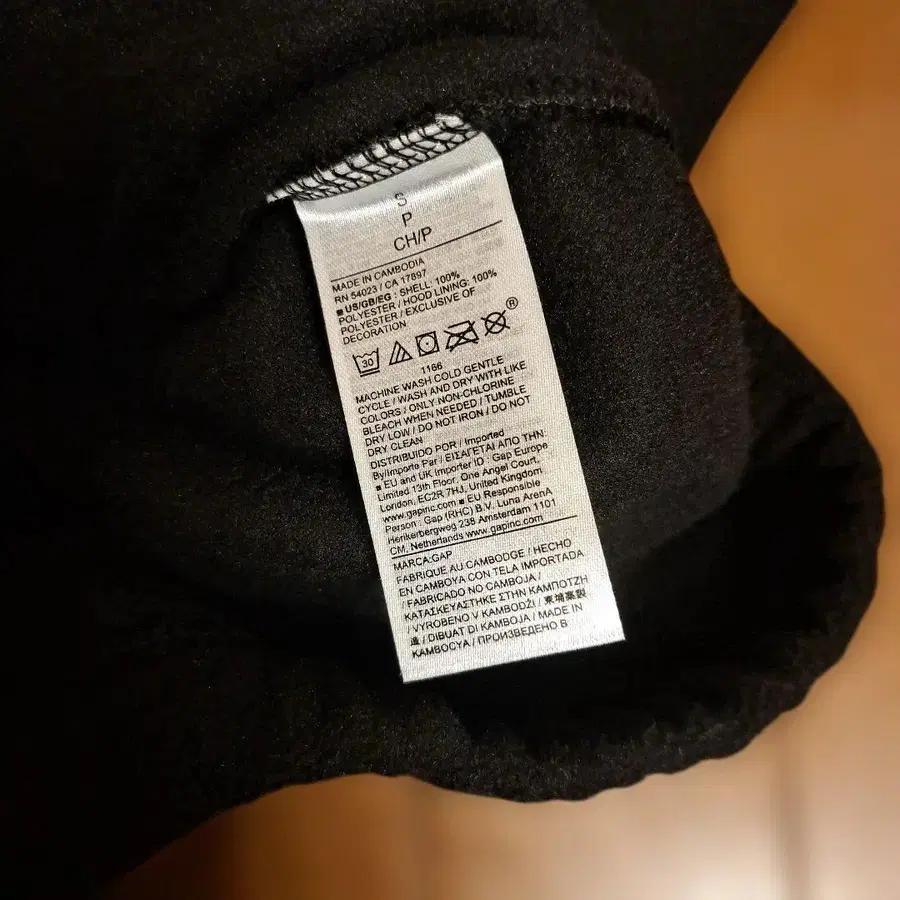 S
P
CH/P
MADE IN CAMBODIA
RN 54023 / CA 17897
■ US/GB/EG : SHELL: 100%
POLYESTER / HOOD LINING: 100%
POLYESTER / EXCLUSIVE OF
DECORATION
30 ®
1166
MACHINE WASH COLD GENTLE
CYCLE / WASH AND DRY WITH LIKE
COLORS / ONLY NON-CHLORINE
BLEACH WHEN NEEDED / TUMBLE
DRY LOW / DO NOT IRON / DO NOT
DRY CLEAN
DISTRIBUIDO POR / Imported
By/Importe Par / ΕΙΣΑΓΕΤΑΙ ΑΠΟ ΤΗΝ:
■ EU and UK Importer ID : Gap Europe
Limited 13th Floor, One Angel Court,
London, EC2R 7HJ, United Kingdom
www.gapinc.com ■ EU Responsible
Person : Gap (RHC) B.V. Luna ArenA
Herikerbergweg 238 Amsterdam 1101
CM, Netherlands www.gapinc.com
MARCA:GAP
FABRIQUE AU CAMBODGE / HECHO
EN CAMBOYA CON TELA IMPORTADA
/ FABRICADO NO CAMBOJA /
ΚΑΤΑΣΚΕΥΑΣΤΗΚΕ ΣΤΗΝ ΚΑΜΠΟΤΖΗ
/ VYROBENO V KAMBODŽI / 柬埔寨製
造 / DIBUAT DI KAMBOJA / MADE IN
KAMBOCYA / ПРОИЗВЕДЕНО В